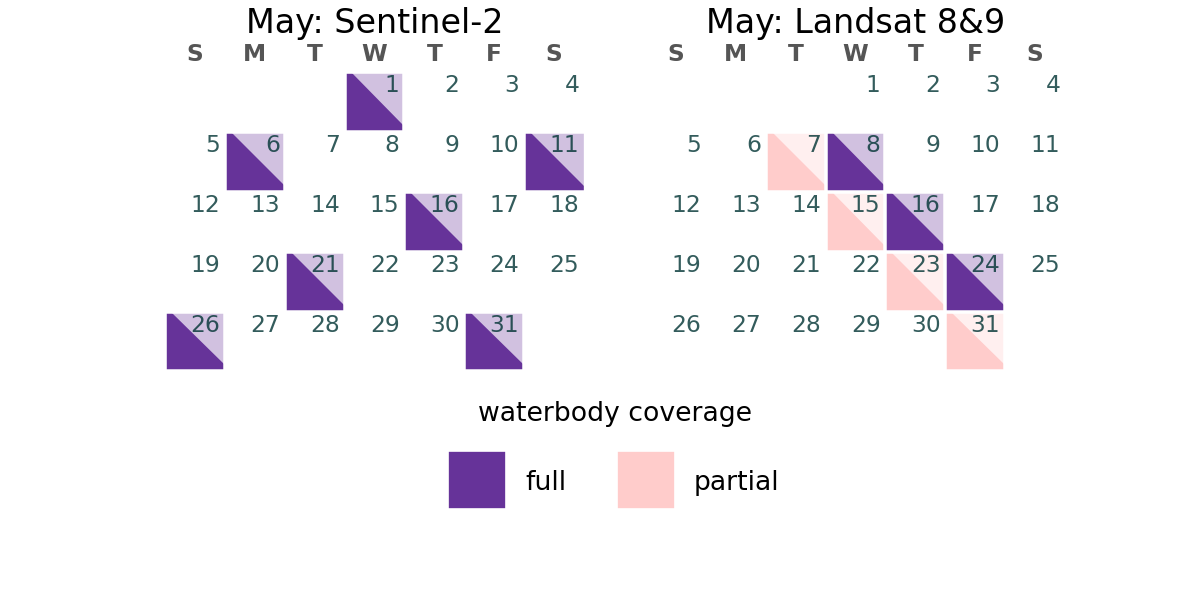 May: Sentinel-2
S M T W T F S
1 2 3 4
5 6 7 8 9 10 11
12 13 14 15 16 17 18
19 20 21 22 23 24 25
26 27 28 29 30 31
May: Landsat 8&9
S M T W T F S
1 2 3 4
5 6 7 8 9 10 11
12 13 14 15 16 17 18
19 20 21 22 23 24 25
26 27 28 29 30 31
waterbody coverage
full partial